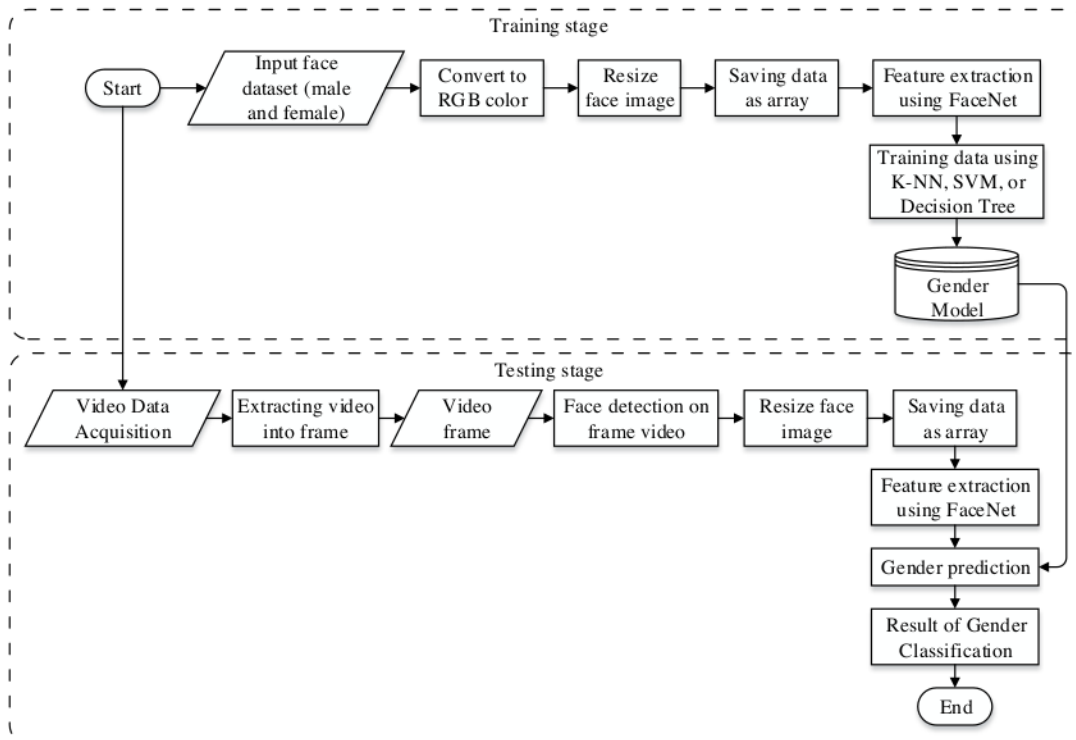 Training stage
Start
Input face
dataset (male
and female)
Convert to
RGB color
Resize
face image
Saving data
as array
Feature extraction
using FaceNet
Training data using
K-NN, SVM, or
Decision Tree
Gender
Model
Testing stage
Video Data
Acquisition
Extracting video
into frame
Video
frame
Face detection on
frame video
Resize face
image
Saving data
as array
Feature extraction
using FaceNet
Gender prediction
Result of Gender
Classification
End